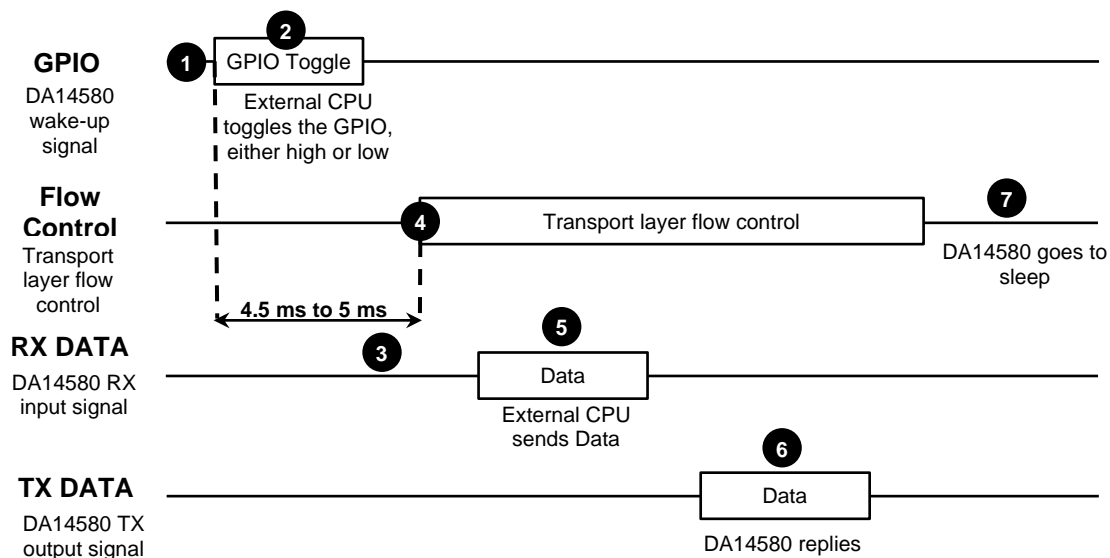 2
GPIO
1
GPIO Toggle
DA14580
wake-up
signal
External CPU
toggles the GPIO,
either high or low
Flow
Control
4
Transport layer flow control
7
Transport
layer flow
control
DA14580 goes to
sleep
4.5 ms to 5 ms
RX DATA
3
5
DA14580 RX
input signal
Data
External CPU
sends Data
6
TX DATA
Data
DA14580 TX
output signal
DA14580 replies